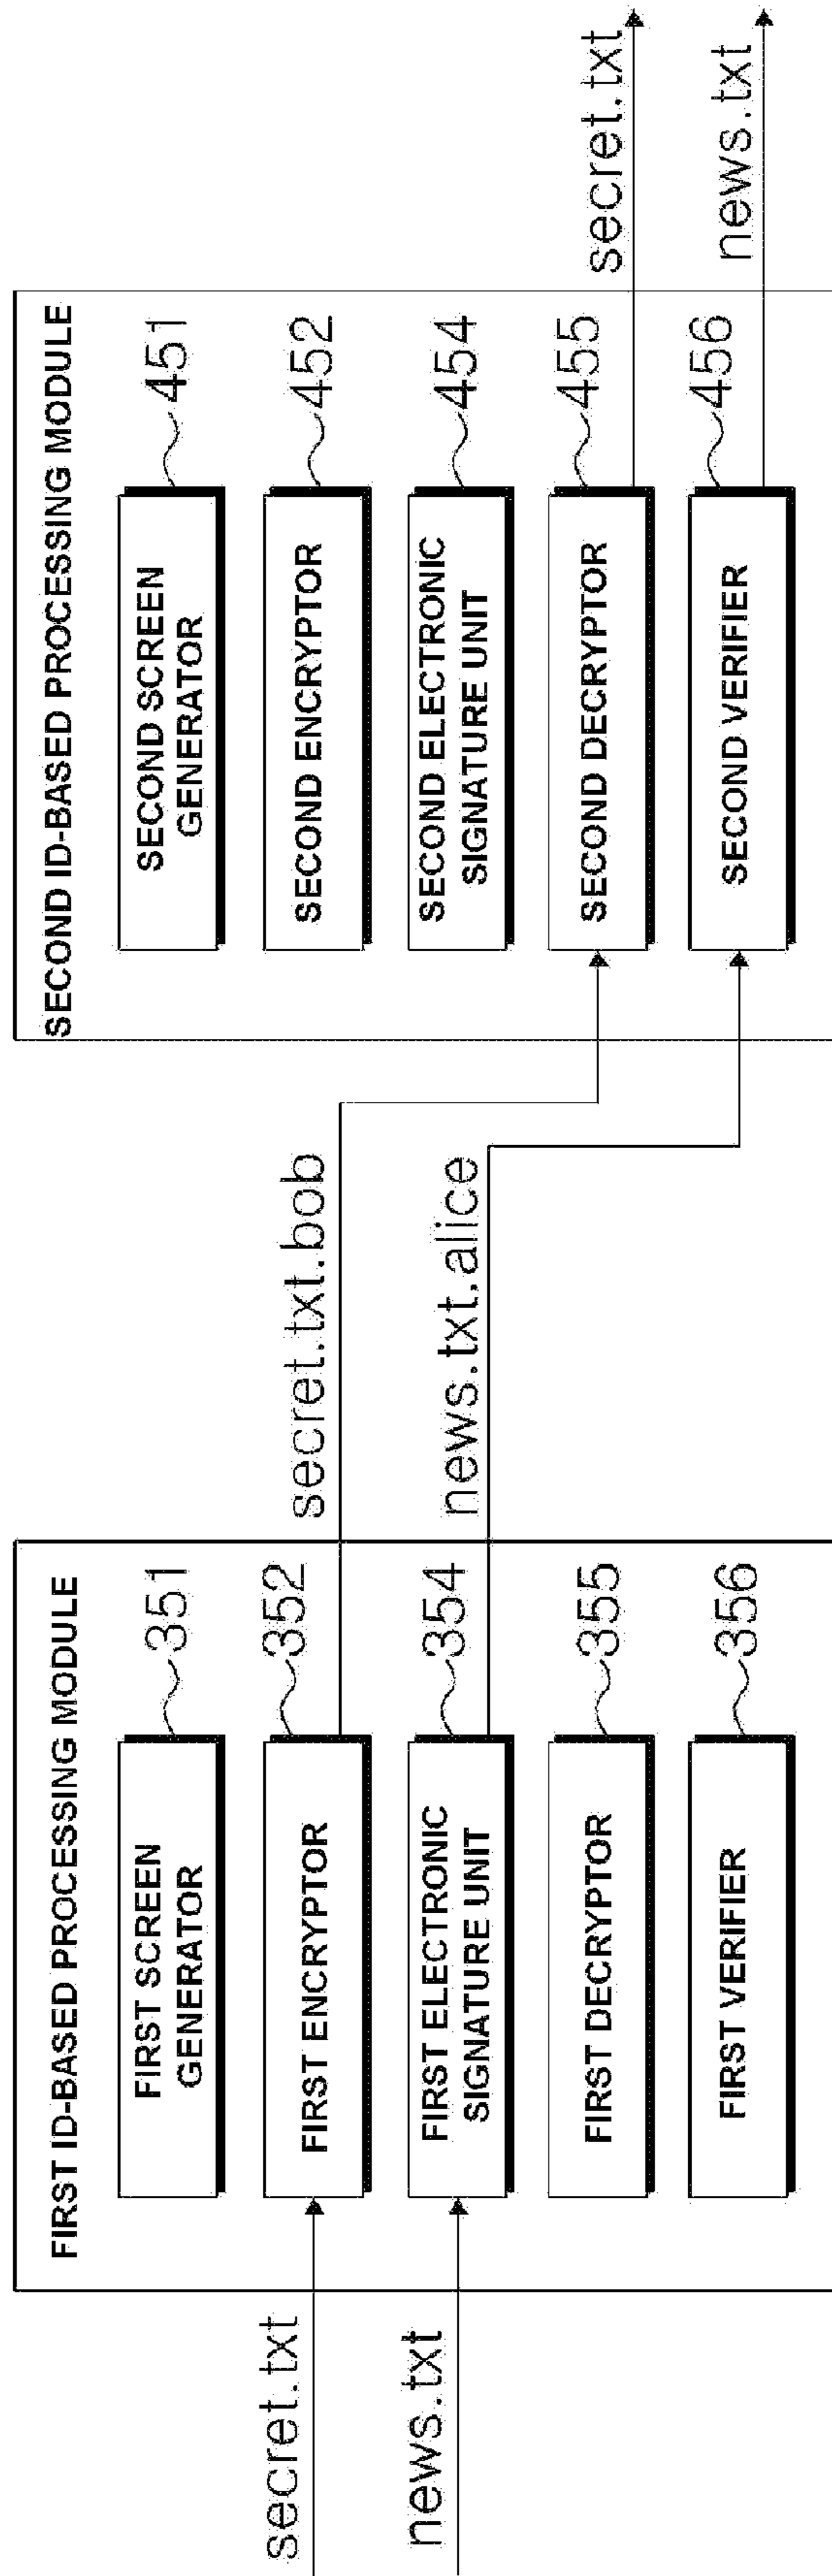 FIRST ID-BASED PROCESSING MODULE
secret.txt
news.txt
FIRST SCREEN
GENERATOR
351
FIRST ENCRYPTOR
352
FIRST ELECTRONIC
SIGNATURE UNIT
354
FIRST DECRYPTOR
355
FIRST VERIFIER
356
secret.txt.bob
news.txt.alice
SECOND ID-BASED PROCESSING MODULE
SECOND SCREEN
GENERATOR
451
SECOND ENCRYPTOR
452
SECOND ELECTRONIC
SIGNATURE UNIT
454
SECOND DECRYPTOR
455
SECOND VERIFIER
456
secret.txt
news.txt